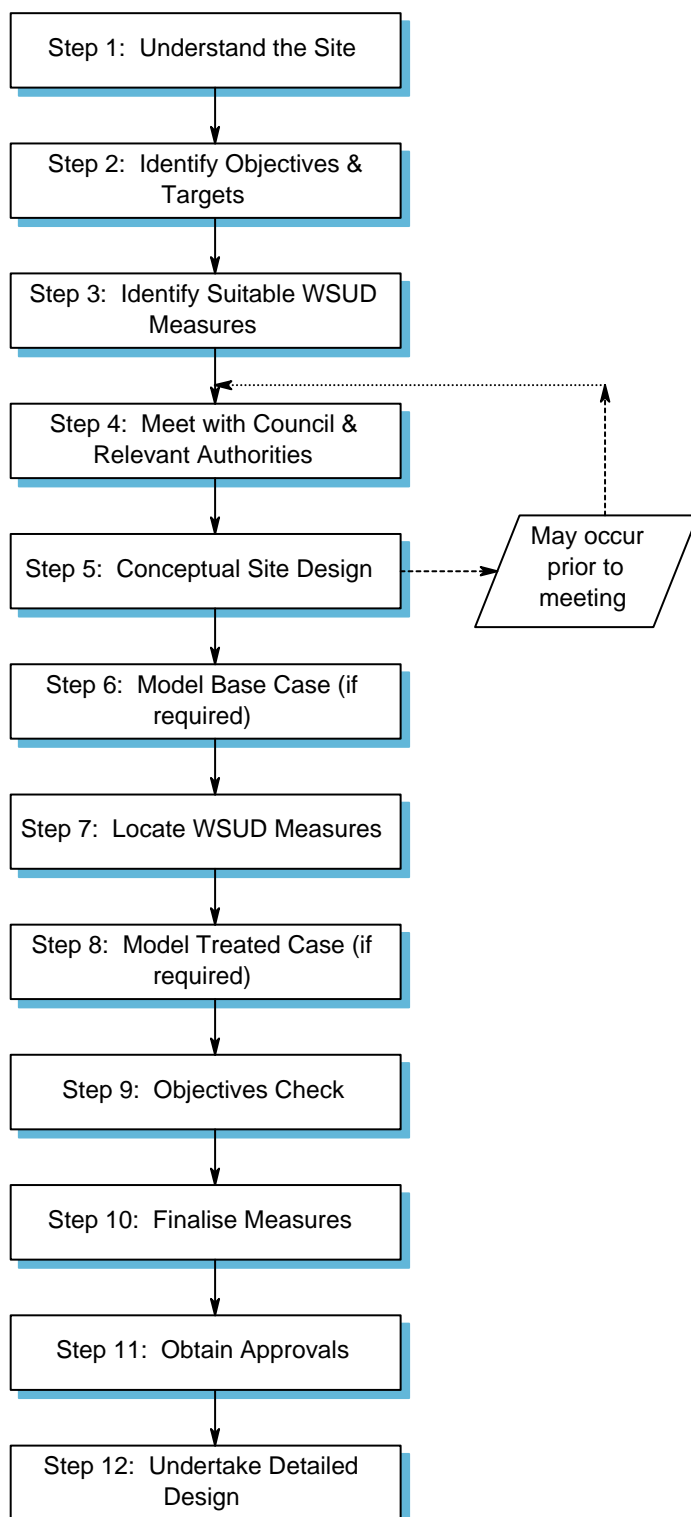 Step 1:  Understand the Site
Step 2:  Identify Objectives &
Targets
Step 3:  Identify Suitable WSUD
Measures
Step 4:  Meet with Council &
Relevant Authorities
Step 5:  Conceptual Site Design
May occur
prior to
meeting
Step 6:  Model Base Case (if
required)
Step 7:  Locate WSUD Measures
Step 8:  Model Treated Case (if
required)
Step 9:  Objectives Check
Step 10:  Finalise Measures
Step 11:  Obtain Approvals
Step 12:  Undertake Detailed
Design